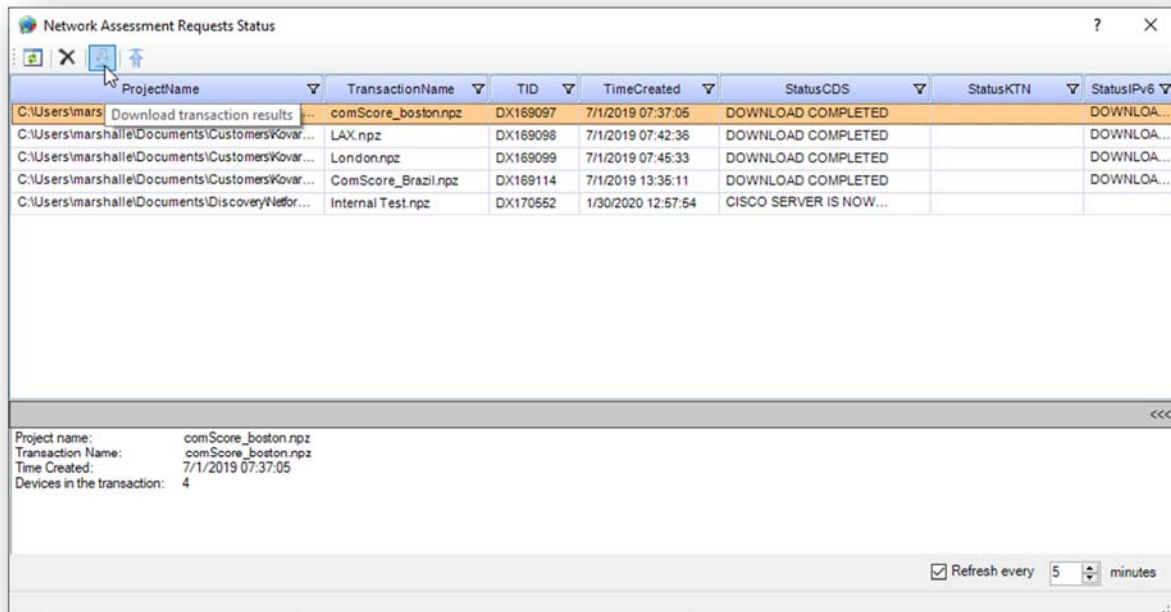 Network Assessment Requests Status
?
ProjectName TransactionName TID TimeCreated StatusCDS StatusKTN StatusIPv6
C:\Users\mars ... comScore_boston.npz DX169097 7/1/2019 07:37:05 DOWNLOAD COMPLETED DOWNLOA...
Download transaction results
C:\Users\marshalle\Documents\Customers\Kovar... LAX.npz DX169098 7/1/2019 07:42:36 DOWNLOAD COMPLETED DOWNLOA...
C:\Users\marshalle\Documents\Customers\Kovar... London.npz DX169099 7/1/2019 07:45:33 DOWNLOAD COMPLETED DOWNLOA...
C:\Users\marshalle\Documents\Customers\Kovar... ComScore_Brazil.npz DX169114 7/1/2019 13:35:11 DOWNLOAD COMPLETED DOWNLOA...
C:\Users\marshalle\Documents\Discovery\Netfor... Internal Test.npz DX170552 1/30/2020 12:57:54 CISCO SERVER IS NOW...
<<<
Project name: comScore_boston.npz
Transaction Name: comScore_boston.npz
Time Created: 7/1/2019 07:37:05
Devices in the transaction: 4
Refresh every 5 minutes